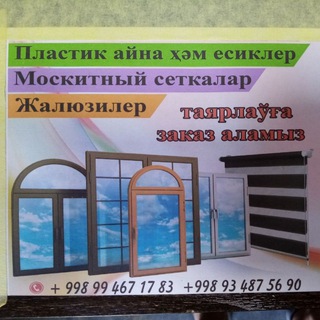 Пластик айна ҳәм есиклер
Москитный сеткалар
Жалюзилер
таярлаўға
заказ аламыз
+ 998 99 467 17 83 +998 93 487 56 90